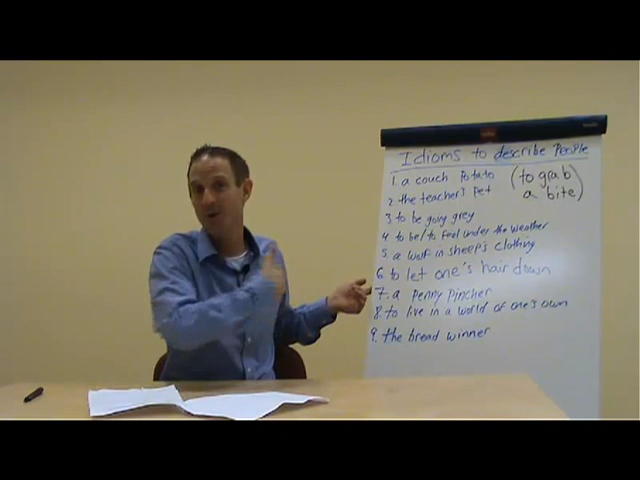 Idioms to describe People
1. a couch potato
(to grab
a bite)
2. the teacher's pet
3 to be going grey
4 to be/to feel under the weather
5. a wolf in sheep's clothing
6 to let one's hair down
7. a Penny Pincher
8. to live in a world of one's own
9. the bread winner